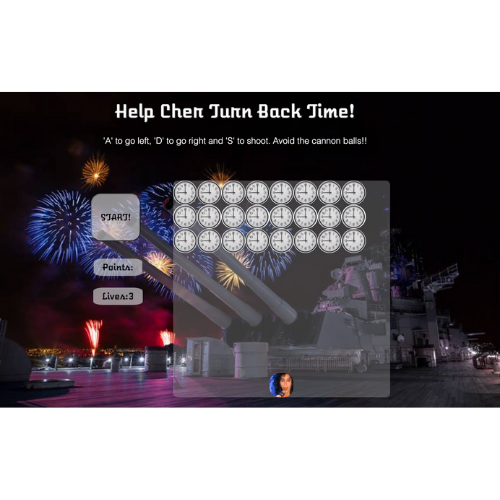 Help Cher Turn Back Time!
'A' to go left, 'D' to go right and 'S' to shoot. Avoid the cannon balls!!
START!
Points:
Lives:3